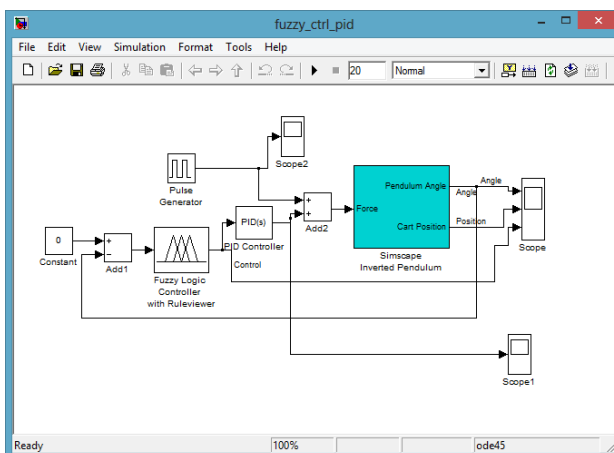 fuzzy_ctrl_pid
File Edit View Simulation Format Tools Help
20 Normal
Scope2
Pulse
Generator
PID(s)
PID Controller
Add2
Force
Pendulum Angle
Cart Position
Simscape
Inverted Pendulum
Angle
Angle
Position
Scope
0
Constant
Add1
Fuzzy Logic
Controller
with Ruleviewer
Control
Scope1
Ready 100% ode45